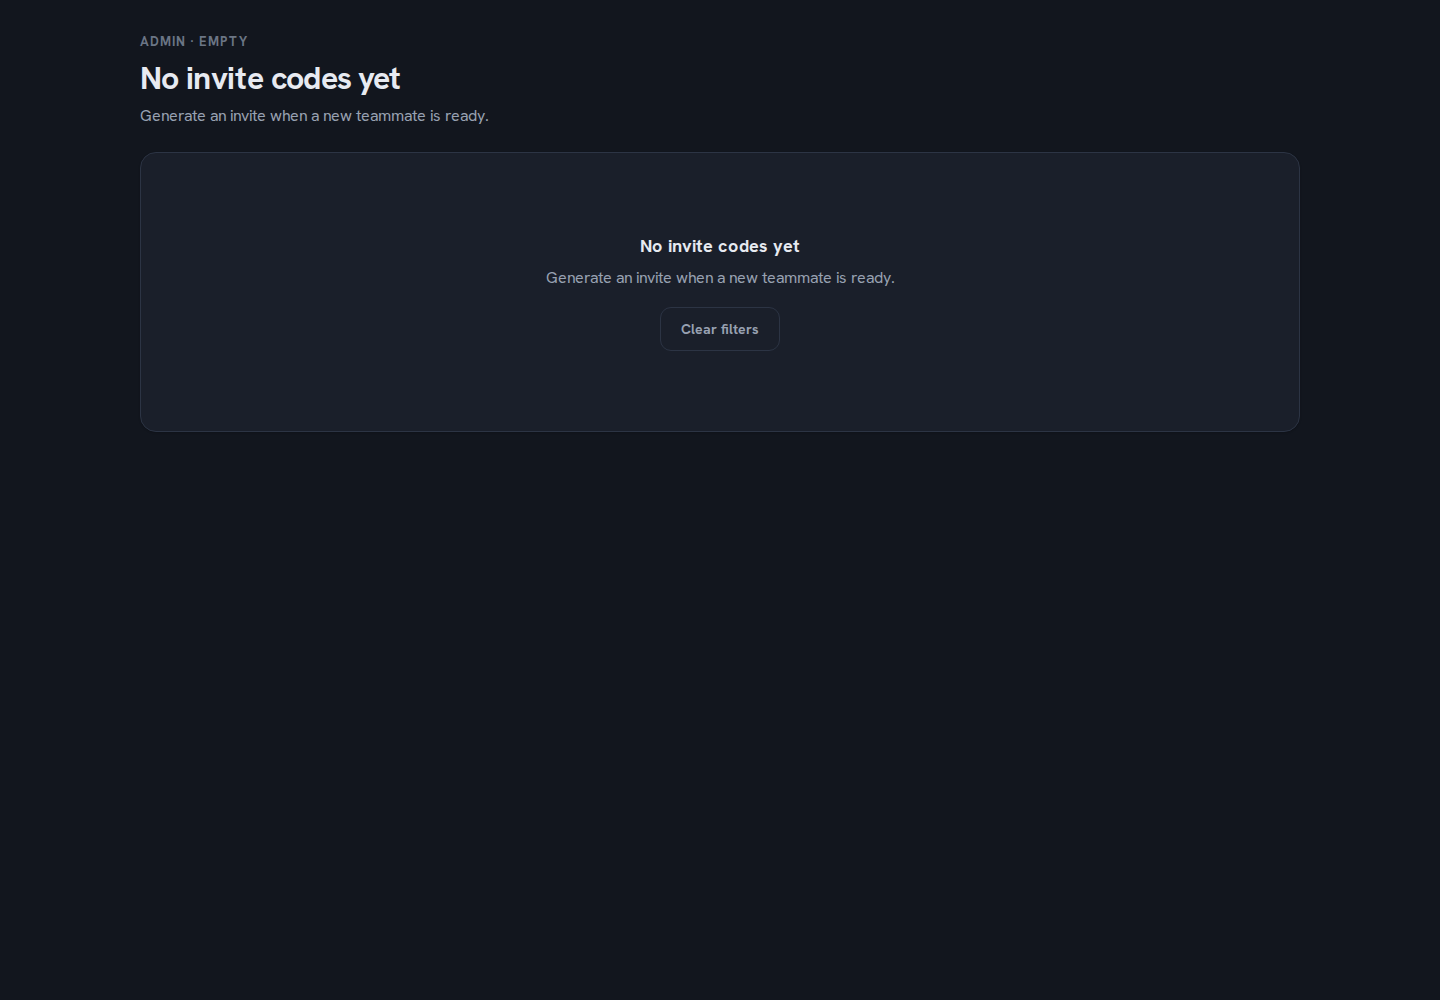 ADMIN · EMPTY
No invite codes yet
Generate an invite when a new teammate is ready.
No invite codes yet
Generate an invite when a new teammate is ready.
Clear filters